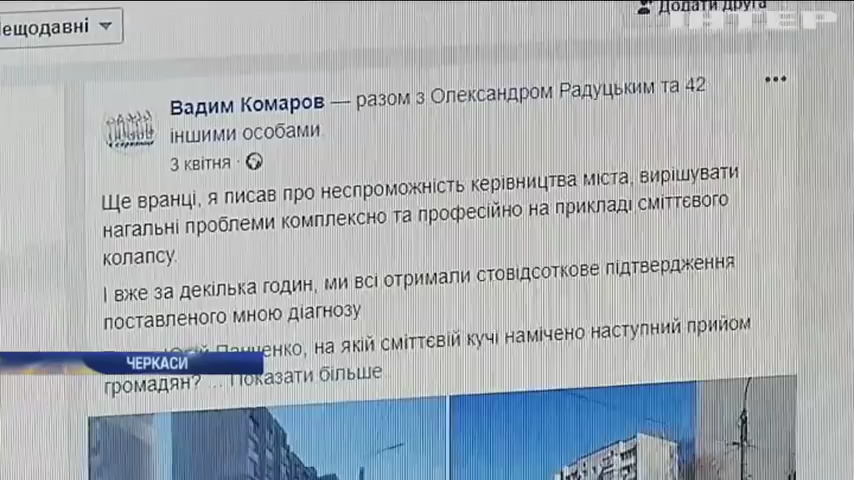 Нещодавні
Додати друга
ІНТЕР
Вадим Комаров — разом з Олександром Радуцьким та 42
іншими особами.
3 квітня ·
Ще вранці, я писав про неспроможність керівництва міста, вирішувати
нагальні проблеми комплексно та професійно на прикладі сміттєвого
колапсу.
І вже за декілька годин, ми всі отримали стовідсоткове підтвердження
поставленого мною діагнозу
Панченко, на якій сміттєвій кучі намічено наступний прийом
ЧЕРКАСИ
громадян? ... Показати більше